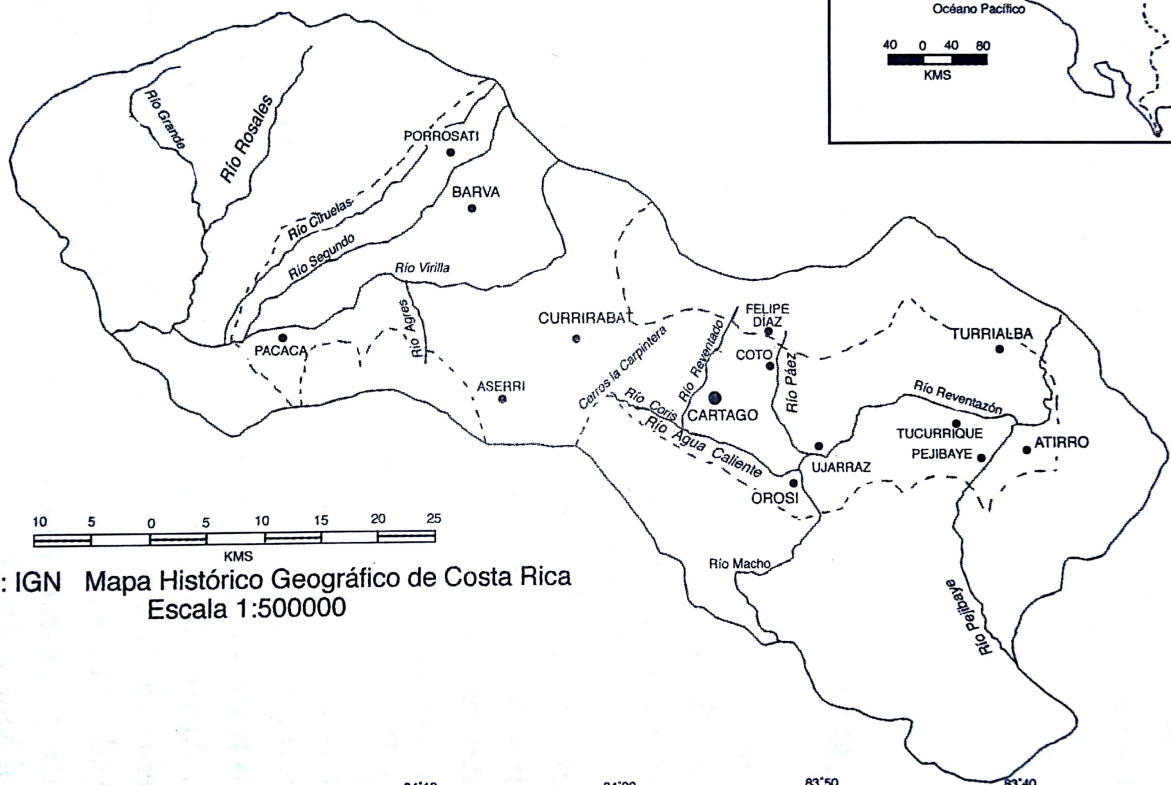 Océano Pacífico
40 0 40 80
KMS
Río Grande
Río Rosales
PORROSATI
BARVA
Río Ciruelas
Río Segundo
Río Virilla
Río Agres
PACACA
CURRIRABA
ASERRI
Cerros la Carpintera
Río Reventado
FELIPE
DÍAZ
COTO
Río Páez
TURRIALBA
Río Coris
CARTAGO
Río Reventazón
Río Agua Caliente
UJARRAZ
TUCURRIQUE
PEJIBAYE
ATIRRO
OROSI
Río Macho
Río Pejibaye
10 5 0 5 10 15 20 25
KMS
: IGN Mapa Histórico Geográfico de Costa Rica
Escala 1:500000
83°50
83°40